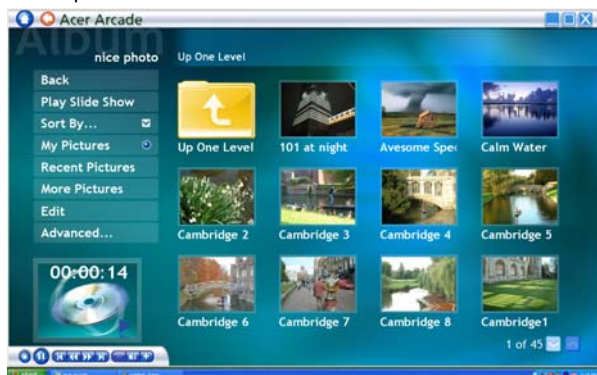 Acer Arcade
Album
nice photo
Up One Level
Back
Play Slide Show
Sort By...
My Pictures
Recent Pictures
More Pictures
Edit
Advanced...
Up One Level
101 at night
Avesome Spe
Calm Water
Cambridge 2
Cambridge 3
Cambridge 4
Cambridge 5
Cambridge 6
Cambridge 7
Cambridge 8
Cambridge1
00:00:14
1 of 45